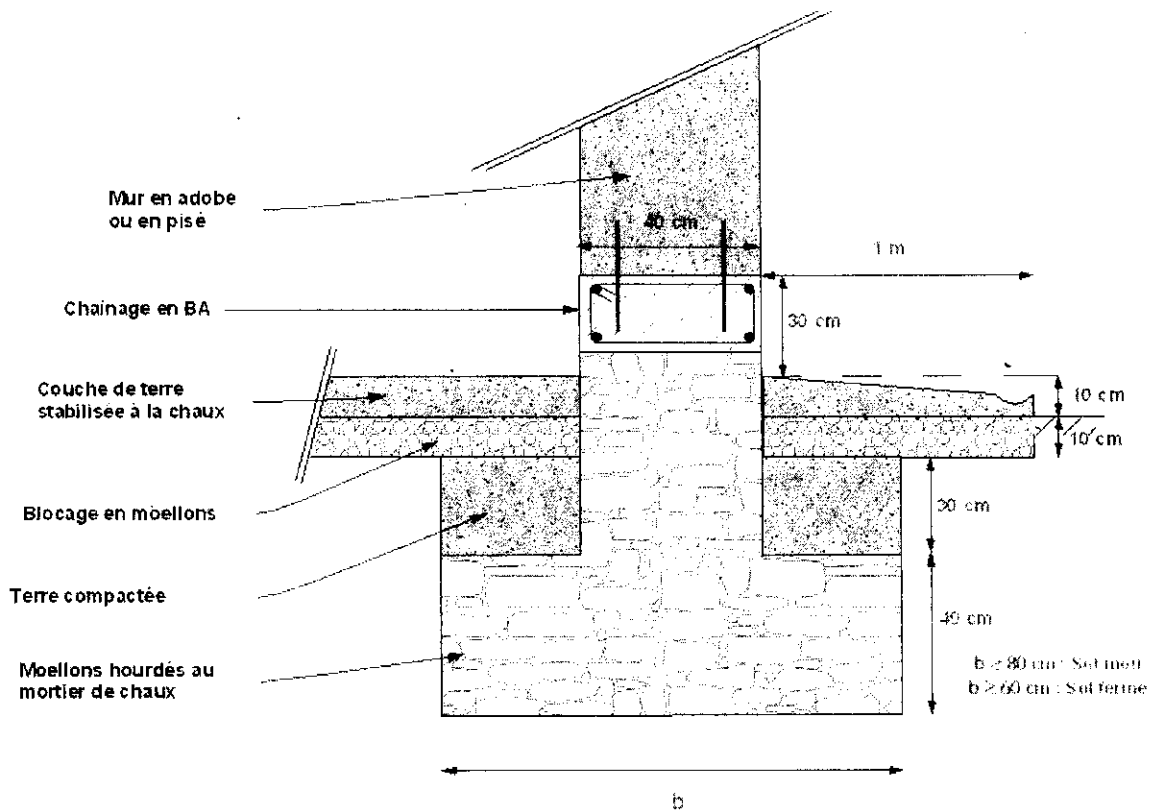 Mur en adobe
ou en pisé
40 cm
1 m
Chaînage en BA
30 cm
Couche de terre
stabilisée à la chaux
10 cm
10 cm
Blocage en moellons
30 cm
Terre compactée
40 cm
Moellons hourdés au
mortier de chaux
b ≥ 80 cm : Sol mou
b ≥ 60 cm : Sol ferme
b